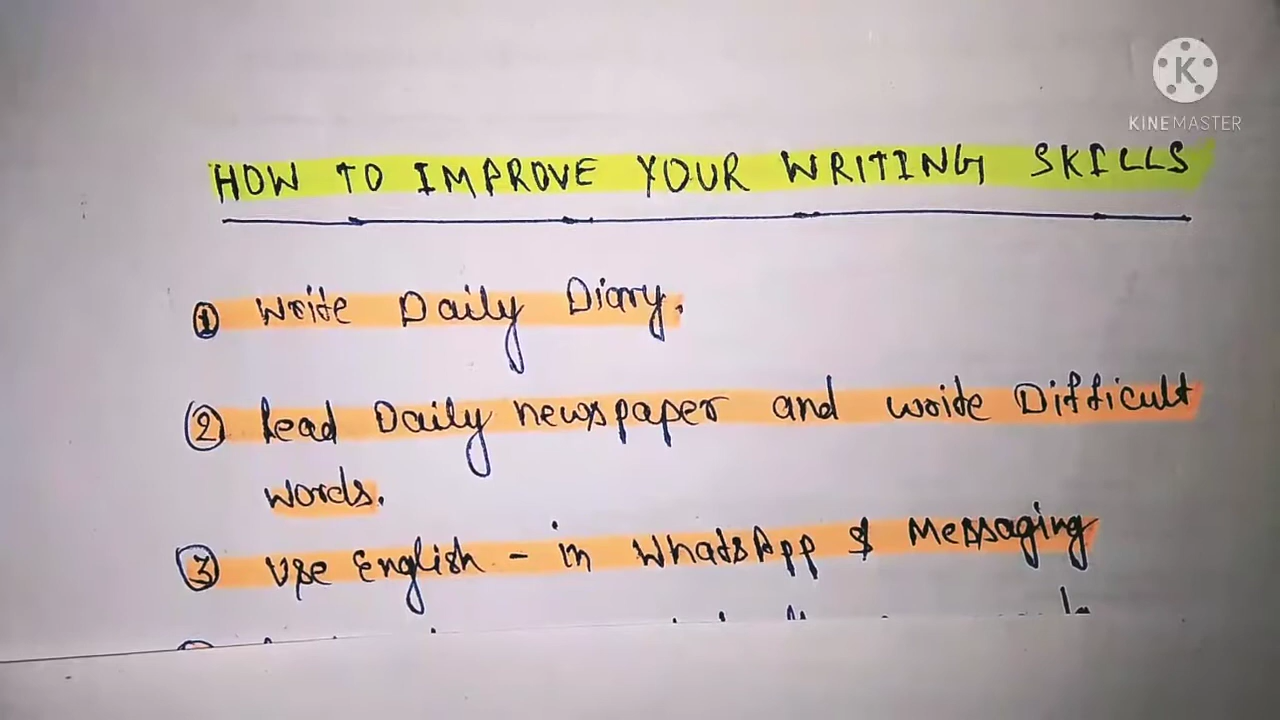 KINEMASTER
HOW TO IMPROVE YOUR WRITING SKILLS
① Write Daily Diary.
② Read Daily newspaper and write Difficult
words.
③ Use English - in WhatsApp & Messaging